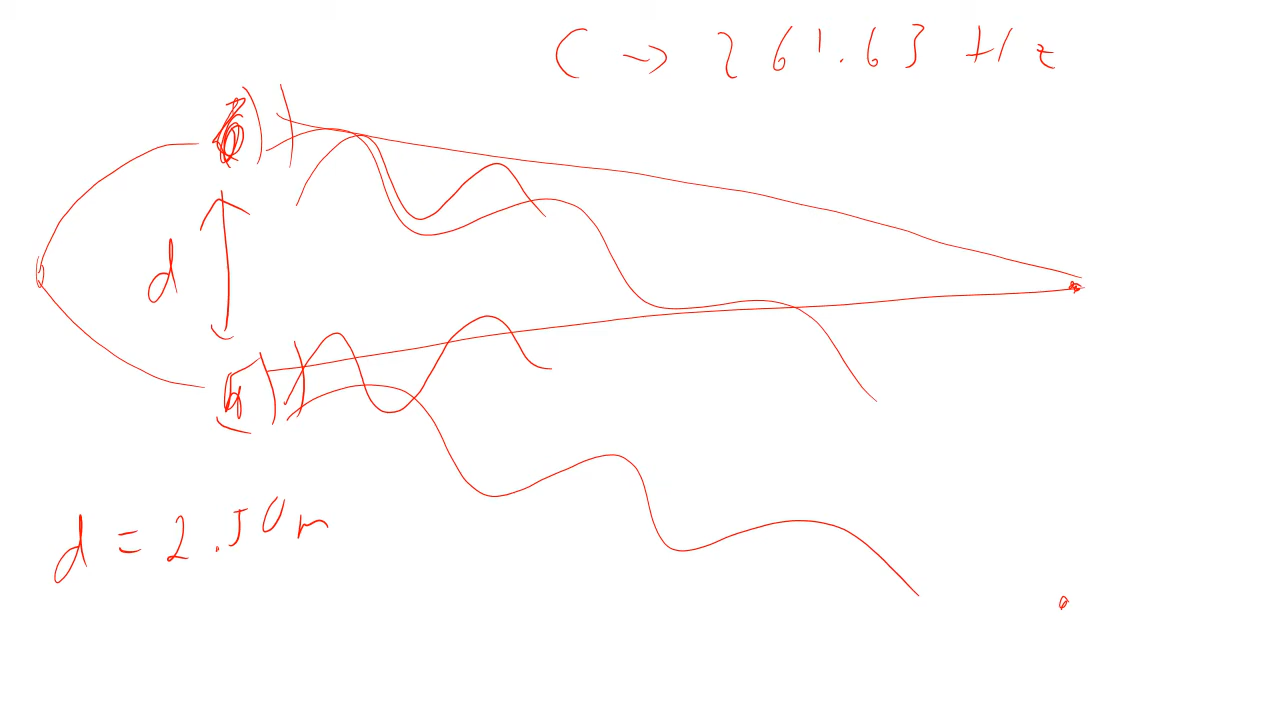 C → 261.63 Hz
d
d = 2.50m